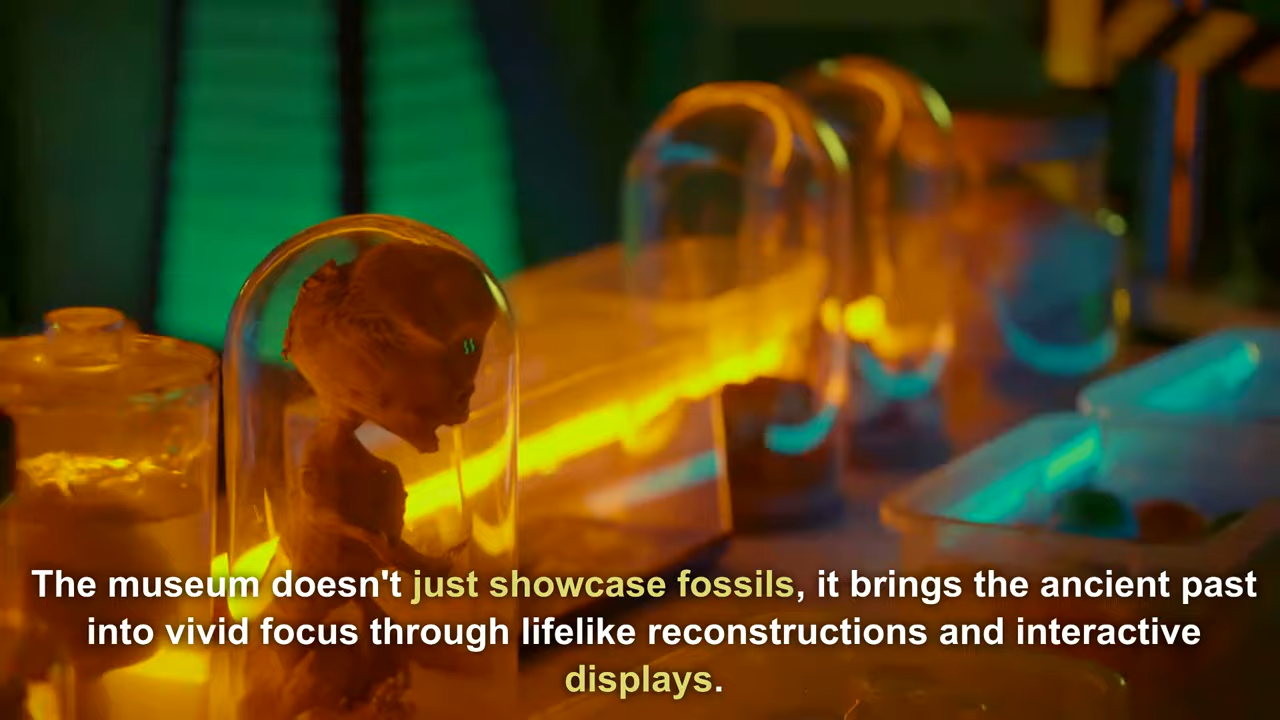 The museum doesn't just showcase fossils, it brings the ancient past
into vivid focus through lifelike reconstructions and interactive
displays.